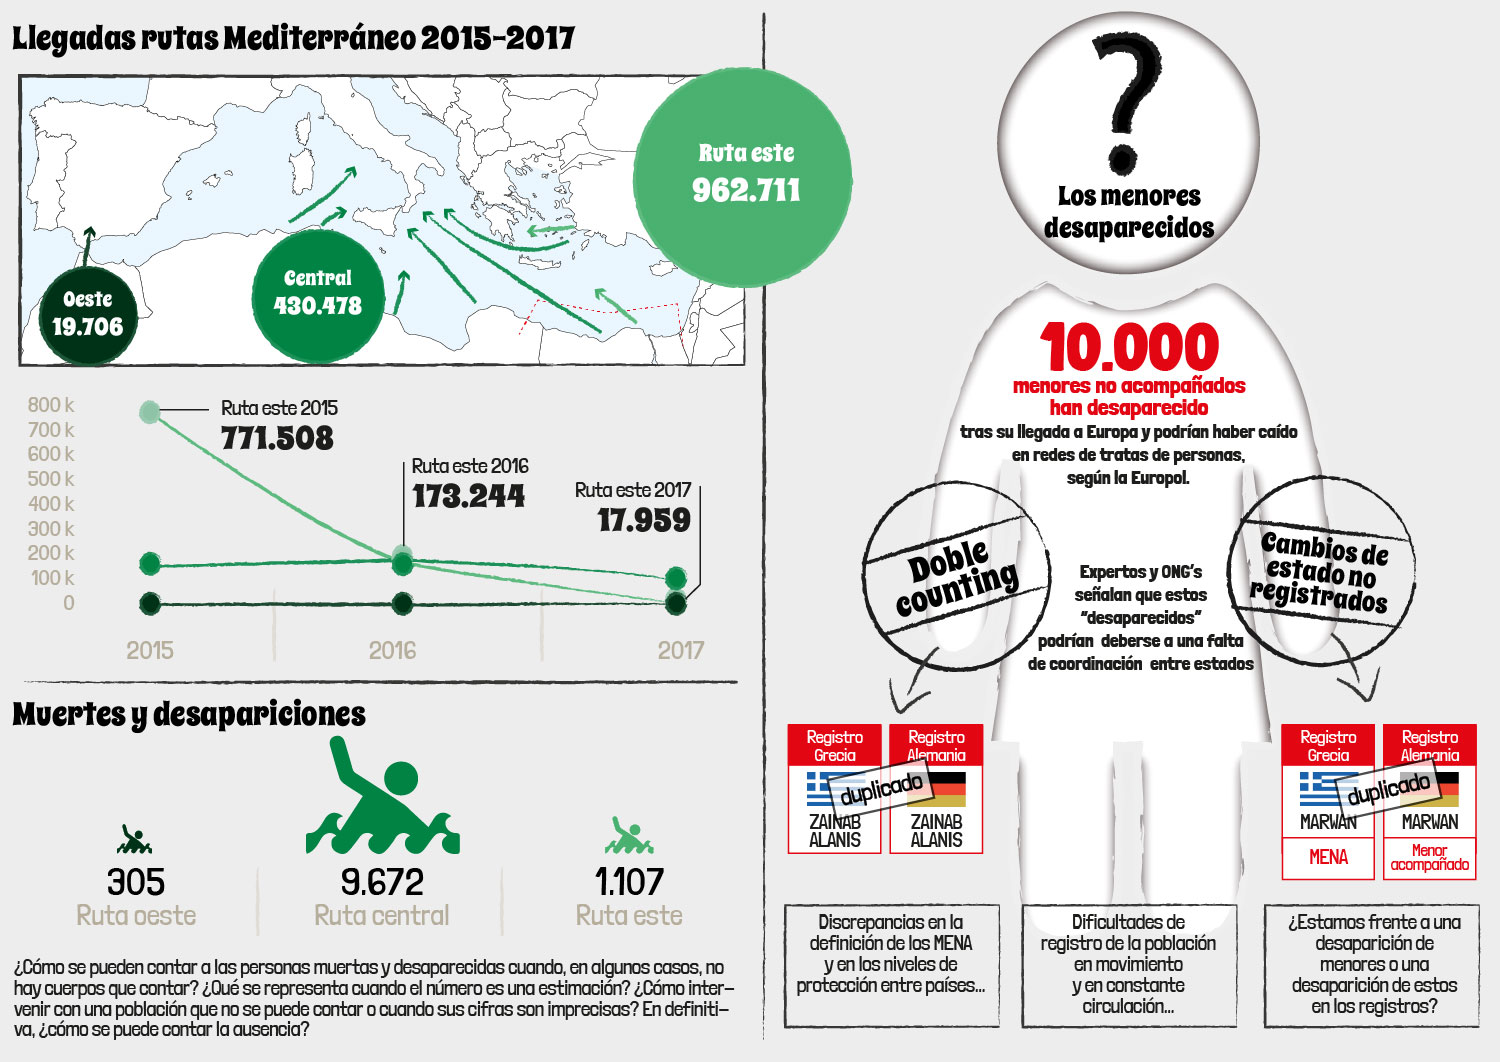 Llegadas rutas Mediterráneo 2015-2017
Ruta este
962.711
Central
430.478
Oeste
19.706
800 k
700 k
600 k
500 k
400 k
300 k
200 k
100 k
0
Ruta este 2015
771.508
Ruta este 2016
173.244
Ruta este 2017
17.959
2015
2016
2017
Muertes y desapariciones
305
Ruta oeste
9.672
Ruta central
1.107
Ruta este
¿Cómo se pueden contar a las personas muertas y desaparecidas cuando, en algunos casos, no
hay cuerpos que contar? ¿Qué se representa cuando el número es una estimación? ¿Cómo inter-
venir con una población que no se puede contar o cuando sus cifras son imprecisas? En definiti-
va, ¿cómo se puede contar la ausencia?
?
Los menores
desaparecidos
10.000
menores no acompañados
han desaparecido
tras su llegada a Europa y podrían haber caído
en redes de tratas de personas,
según la Europol.
Doble
counting
Cambios de
estado no
registrados
Expertos y ONG's
señalan que estos
"desaparecidos"
podrían deberse a una falta
de coordinación entre estados
Registro
Grecia
ZAINAB
ALANIS
Registro
Alemania
ZAINAB
ALANIS
duplicado
Registro
Grecia
MARWAN
MENA
Registro
Alemania
MARWAN
Menor
acompañado
duplicado
Discrepancias en la
definición de los MENA
y en los niveles de
protección entre países...
Dificultades de
registro de la población
en movimiento
y en constante
circulación...
¿Estamos frente a una
desaparición de
menores o una
desaparición de estos
en los registros?